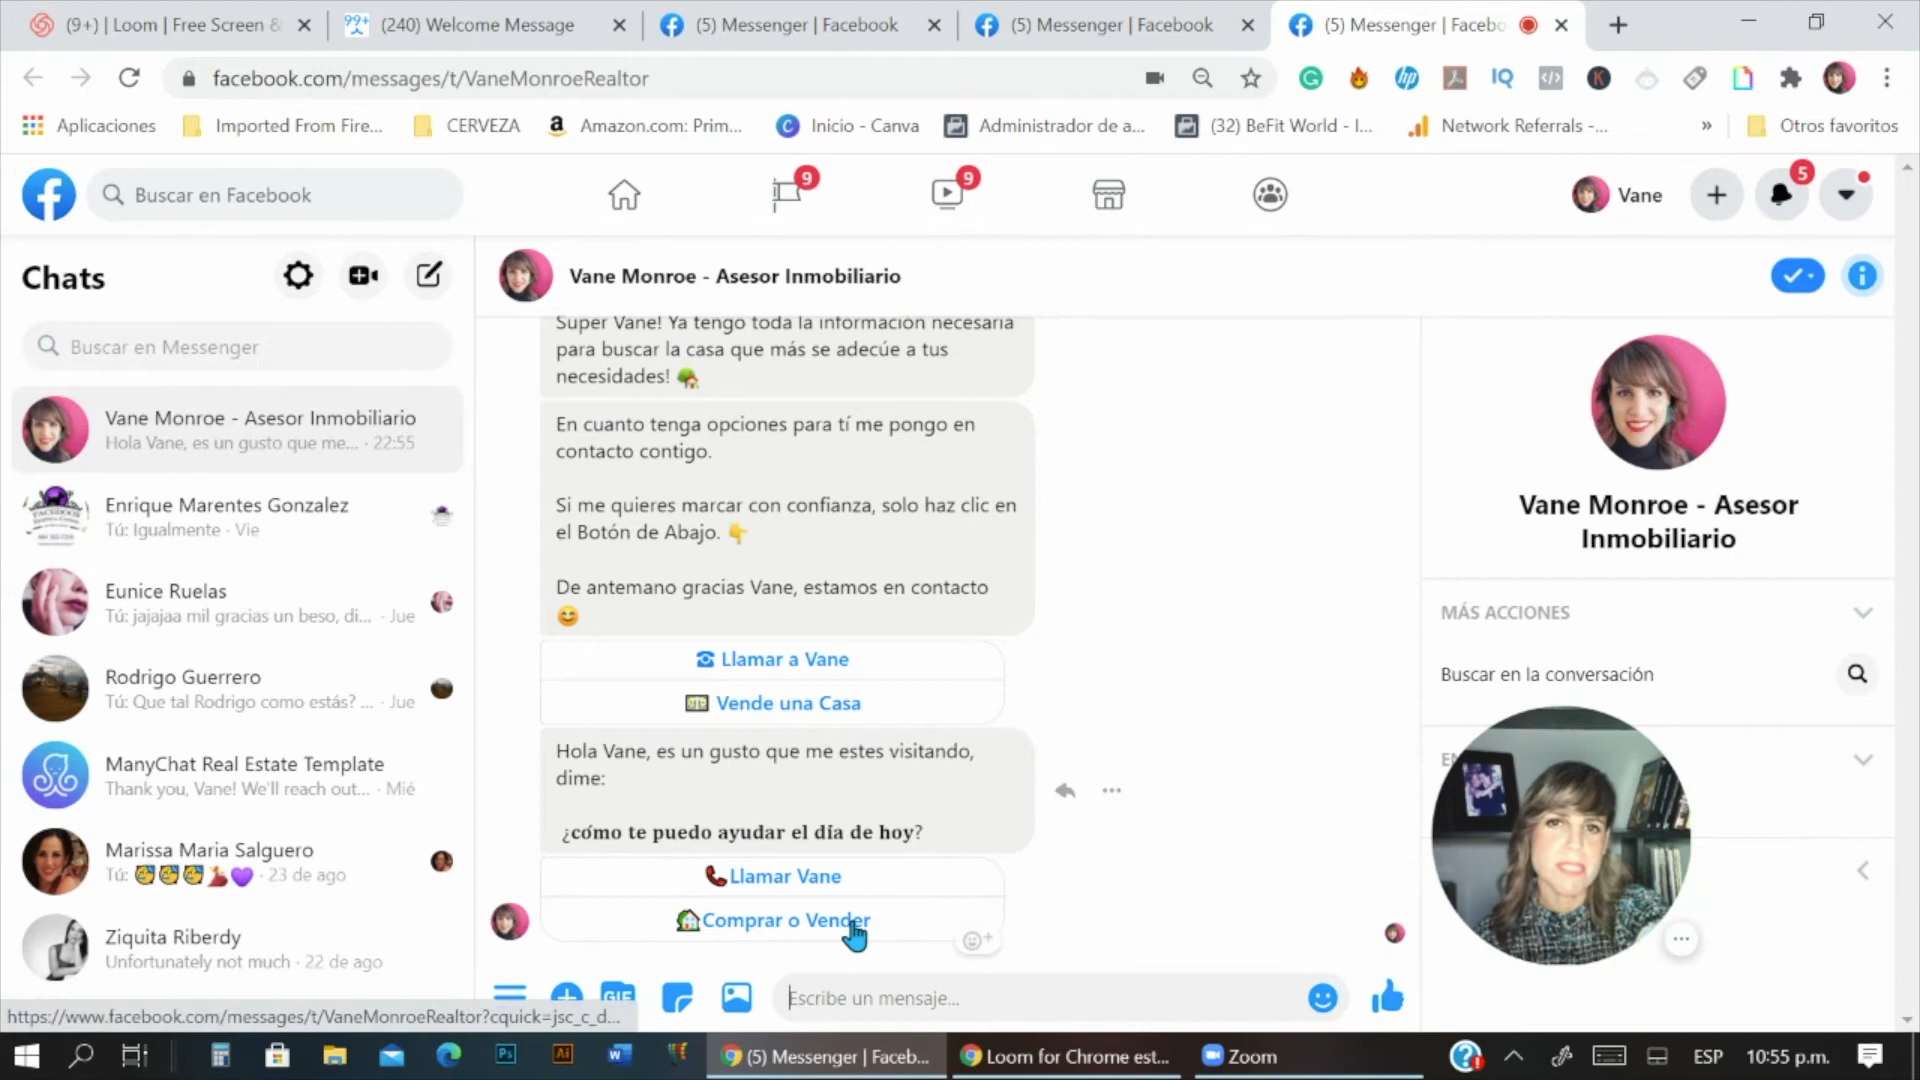 (9+) | Loom | Free Screen &
(240) Welcome Message
(5) Messenger | Facebook
(5) Messenger | Facebook
(5) Messenger | Facebo
facebook.com/messages/t/VaneMonroeRealtor
Aplicaciones
Imported From Fire...
CERVEZA
Amazon.com: Prim...
Inicio - Canva
Administrador de a...
(32) BeFit World - I...
Network Referrals -...
»
Otros favoritos
Buscar en Facebook
9
9
Vane
5
Chats
Buscar en Messenger
Vane Monroe - Asesor Inmobiliario
Hola Vane, es un gusto que me... · 22:55
Enrique Marentes Gonzalez
Tú: Igualmente · Vie
Eunice Ruelas
Tú: jajajaa mil gracias un beso, di... · Jue
Rodrigo Guerrero
Tú: Que tal Rodrigo como estás? ... · Jue
ManyChat Real Estate Template
Thank you, Vane! We'll reach out... · Mié
Marissa Maria Salguero
Tú: 🥳🥳🥳💃💜 · 23 de ago
Ziquita Riberdy
Unfortunately not much · 22 de ago
https://www.facebook.com/messages/t/VaneMonroeRealtor?cquick=jsc_c_d...
Vane Monroe - Asesor Inmobiliario
Super Vane! Ya tengo toda la información necesaria
para buscar la casa que más se adecúe a tus
necesidades! 🏡
En cuanto tenga opciones para tí me pongo en
contacto contigo.
Si me quieres marcar con confianza, solo haz clic en
el Botón de Abajo. 👇
De antemano gracias Vane, estamos en contacto
😊
☎ Llamar a Vane
💵 Vende una Casa
Hola Vane, es un gusto que me estes visitando,
dime:
¿cómo te puedo ayudar el día de hoy?
📞Llamar Vane
🏠Comprar o Vender
GIF
Escribe un mensaje...
Vane Monroe - Asesor
Inmobiliario
MÁS ACCIONES
Buscar en la conversación
(5) Messenger | Faceb...
Loom for Chrome est...
Zoom
ESP
10:55 p.m.